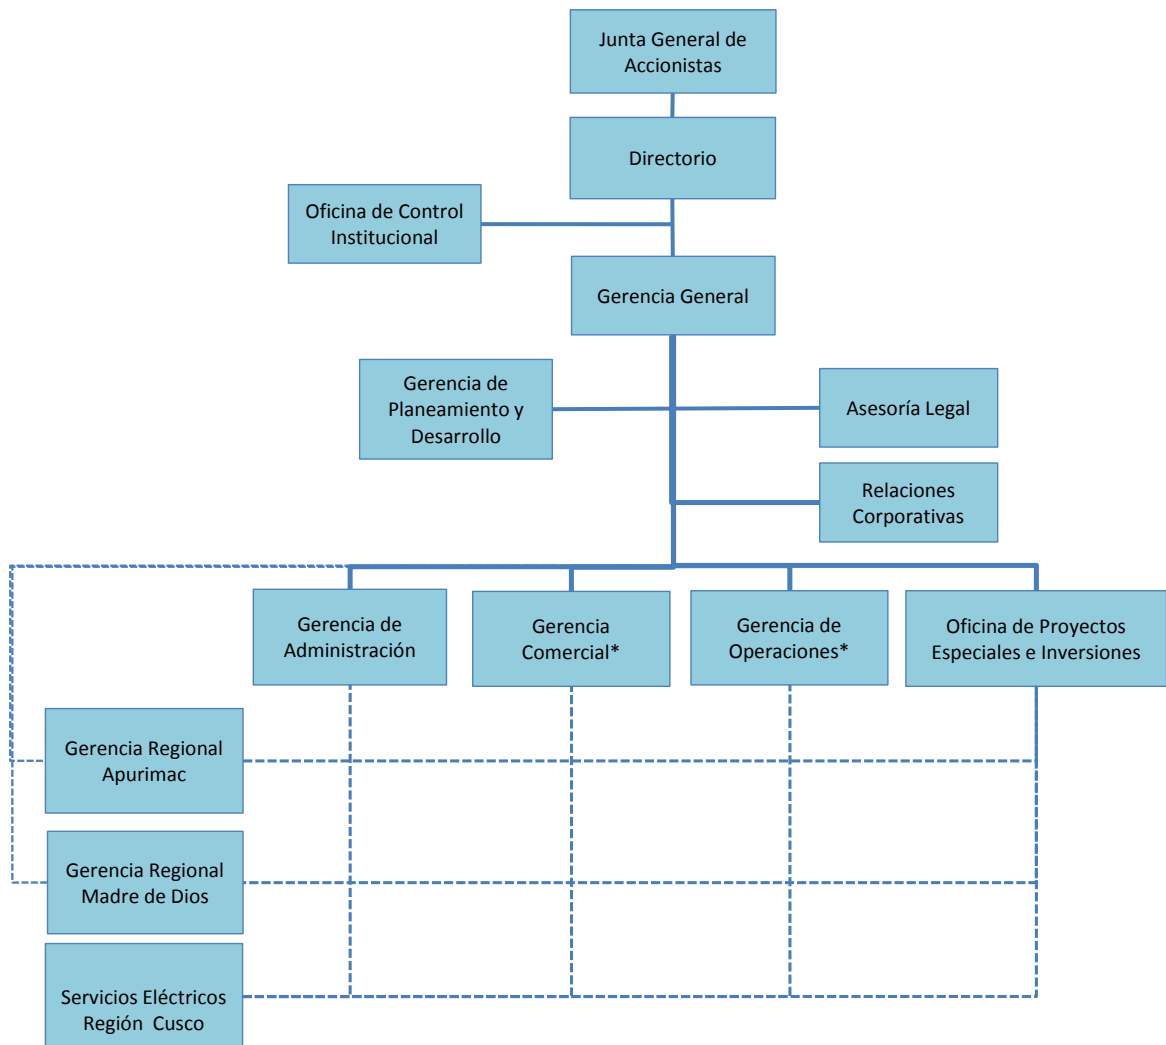 Junta General de
Accionistas
Directorio
Oficina de Control
Institucional
Gerencia General
Gerencia de
Planeamiento y
Desarrollo
Asesoría Legal
Relaciones
Corporativas
Gerencia de
Administración
Gerencia
Comercial*
Gerencia de
Operaciones*
Oficina de Proyectos
Especiales e Inversiones
Gerencia Regional
Apurimac
Gerencia Regional
Madre de Dios
Servicios Eléctricos
Región Cusco